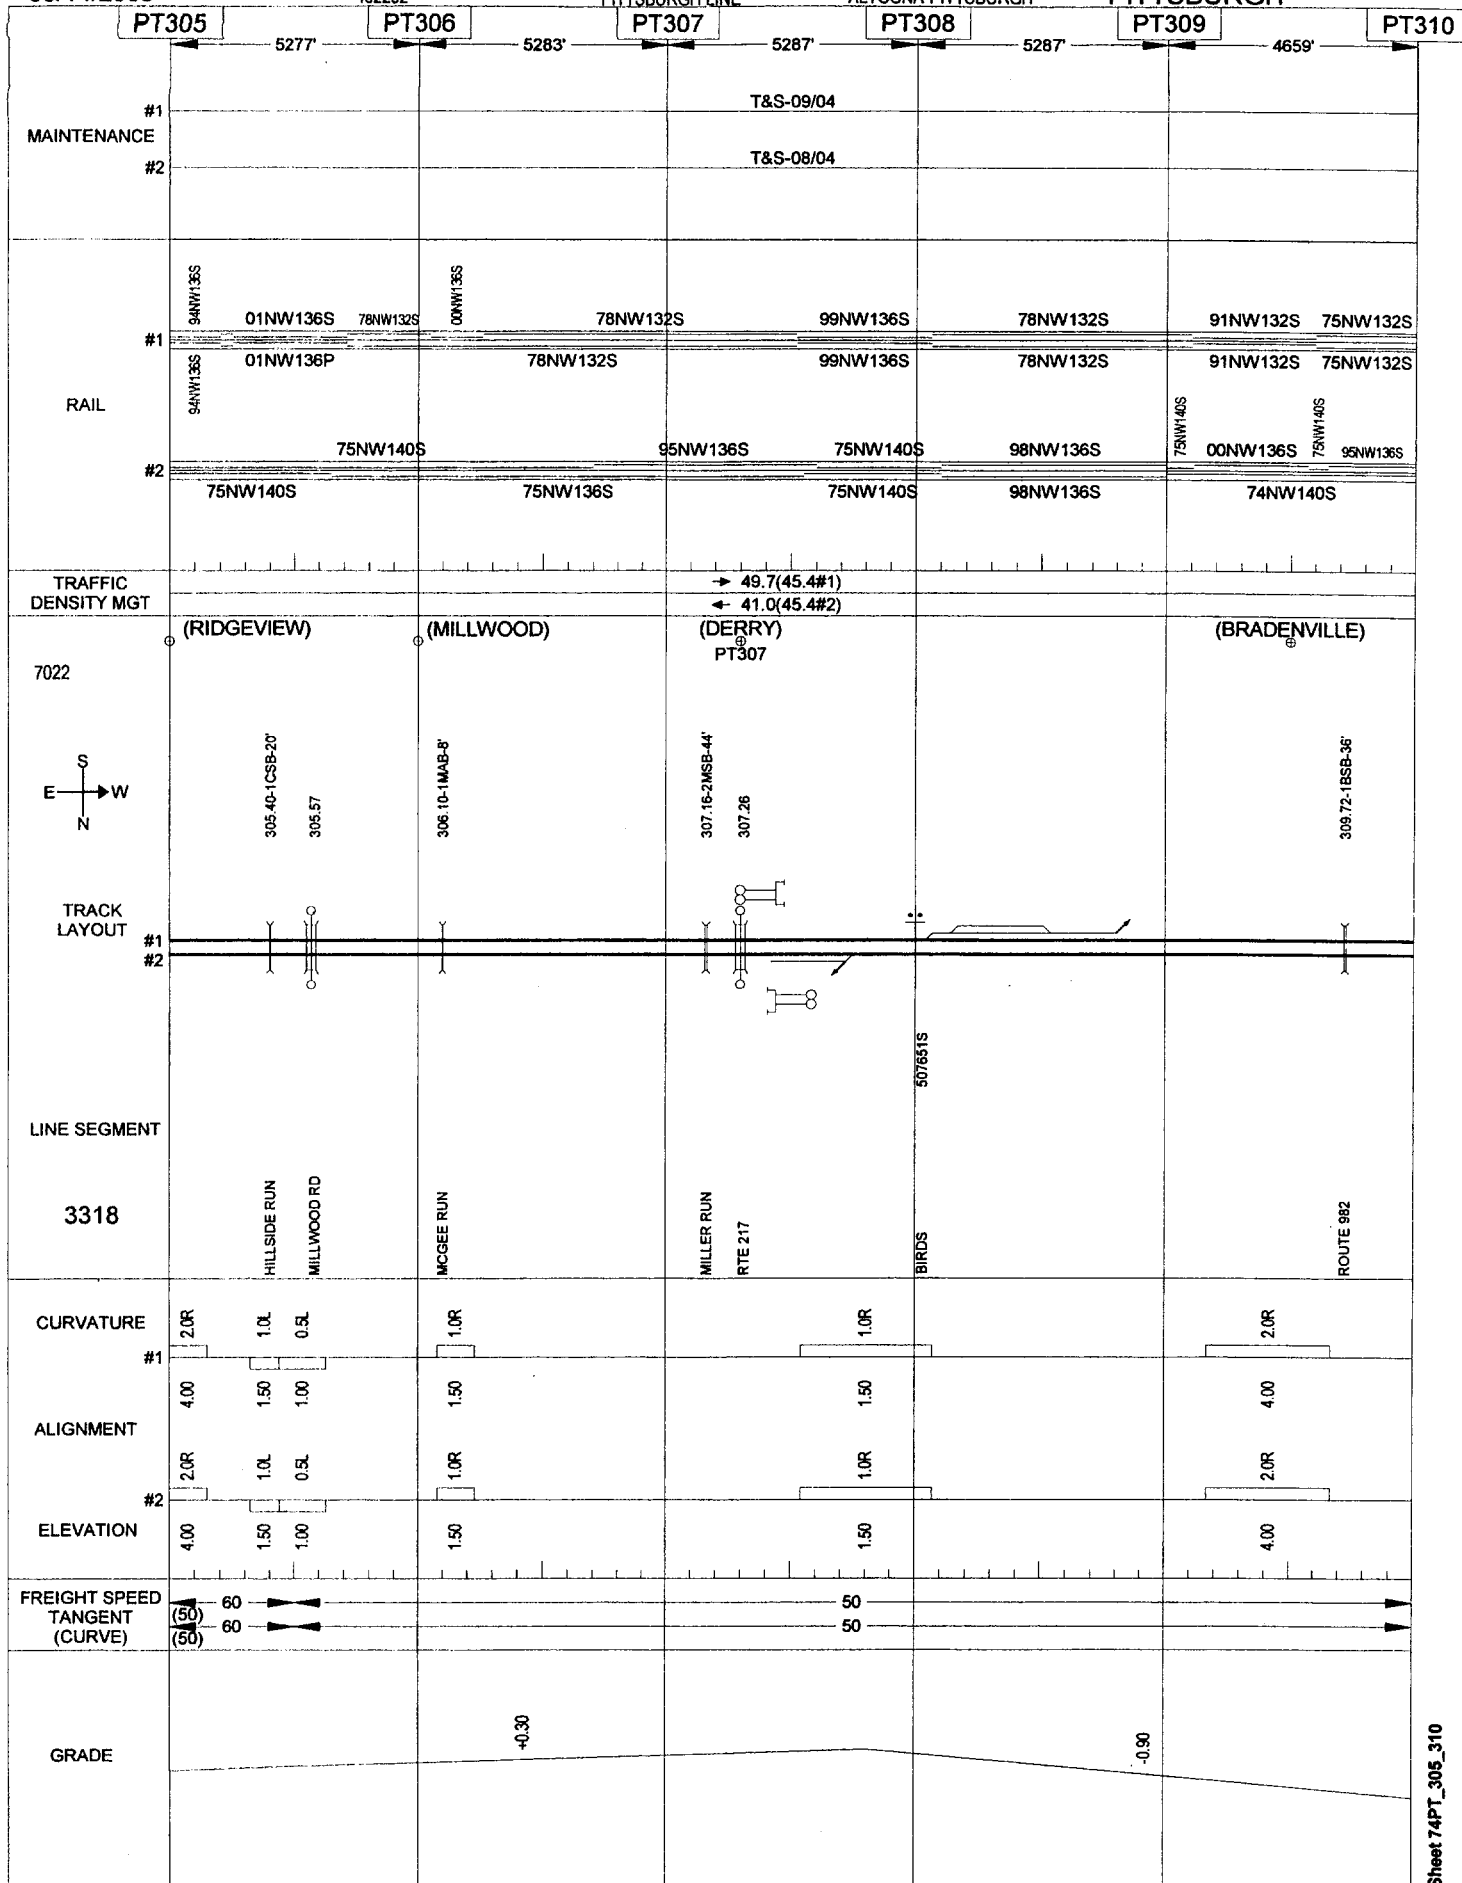 PITTSBURGH LINE
PITTSBURGH
PT305 PT306 PT307 PT308 PT309 PT310
5277' 5283' 5287' 5287' 4659'
#1 T&S-09/04
MAINTENANCE
#2 T&S-08/04
94NW136S 01NW136S 78NW132S 00NW136S 78NW132S 99NW136S 78NW132S 91NW132S 75NW132S
#1
94NW136S 01NW136P 78NW132S 99NW136S 78NW132S 91NW132S 75NW132S
RAIL
75NW140S 95NW136S 75NW140S 98NW136S 75NW140S 00NW136S 75NW140S 95NW136S
#2
75NW140S 75NW136S 75NW140S 98NW136S 74NW140S
TRAFFIC
DENSITY MGT
49.7(45.4#1)
41.0(45.4#2)
(RIDGEVIEW) (MILLWOOD) (DERRY) (BRADENVILLE)
PT307
7022
S
E W
N
305.40-1CSB-20' 305.57 306.10-1MAB-8' 307.16-2MSB-44' 307.26 309.72-1BSB-36'
TRACK
LAYOUT
#1
#2
507651S
LINE SEGMENT
3318
HILLSIDE RUN MILLWOOD RD MCGEE RUN MILLER RUN RTE 217 BIRDS ROUTE 982
CURVATURE 2.0R 1.0L 0.5L 1.0R 1.0R 2.0R
#1
4.00 1.50 1.00 1.50 1.50 4.00
ALIGNMENT
2.0R 1.0L 0.5L 1.0R 1.0R 2.0R
#2
ELEVATION 4.00 1.50 1.00 1.50 1.50 4.00
FREIGHT SPEED 60 50
TANGENT (50)
60 50
(CURVE) (50)
+0.30
GRADE -0.90
Sheet 74PT_305_310